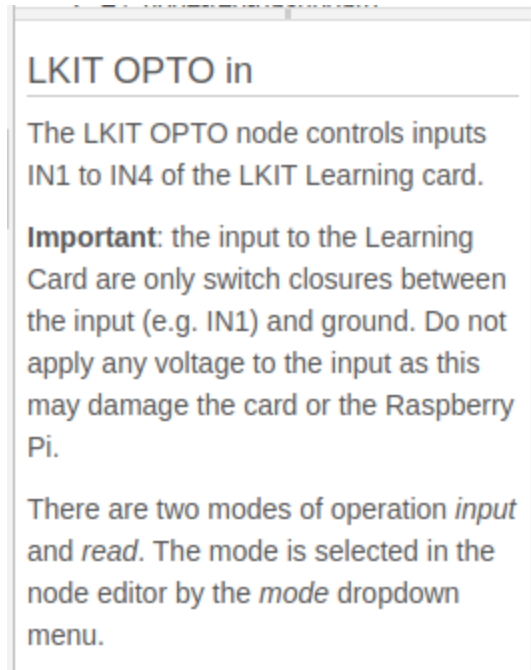 LKIT OPTO in
The LKIT OPTO node controls inputs
IN1 to IN4 of the LKIT Learning card.
Important: the input to the Learning
Card are only switch closures between
the input (e.g. IN1) and ground. Do not
apply any voltage to the input as this
may damage the card or the Raspberry
Pi.
There are two modes of operation input
and read. The mode is selected in the
node editor by the mode dropdown
menu.